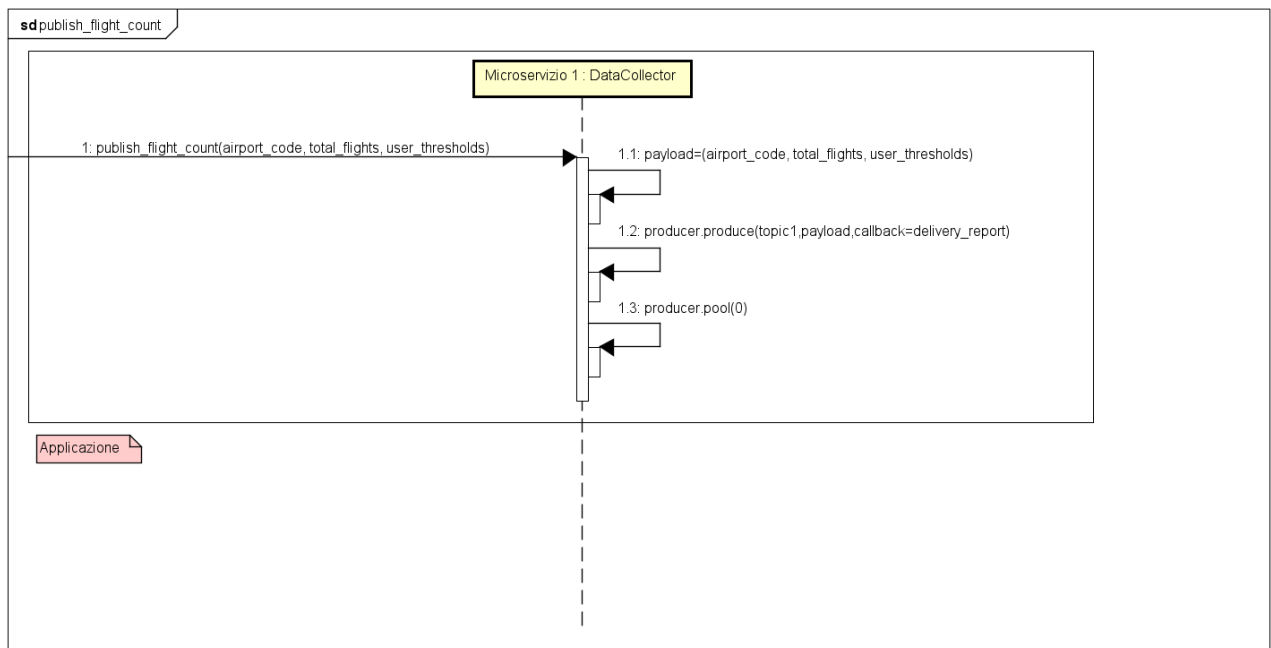 sd publish_flight_count
Microservizio 1 : DataCollector
1: publish_flight_count(airport_code, total_flights, user_thresholds)
1.1: payload=(airport_code, total_flights, user_thresholds)
1.2: producer.produce(topic1,payload,callback=delivery_report)
1.3: producer.pool(0)
Applicazione